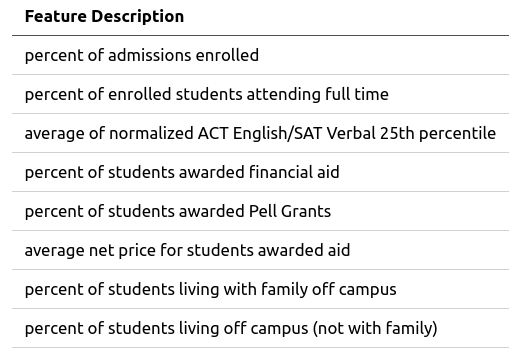 Feature Description
percent of admissions enrolled
percent of enrolled students attending full time
average of normalized ACT English/SAT Verbal 25th percentile
percent of students awarded financial aid
percent of students awarded Pell Grants
average net price for students awarded aid
percent of students living with family off campus
percent of students living off campus (not with family)